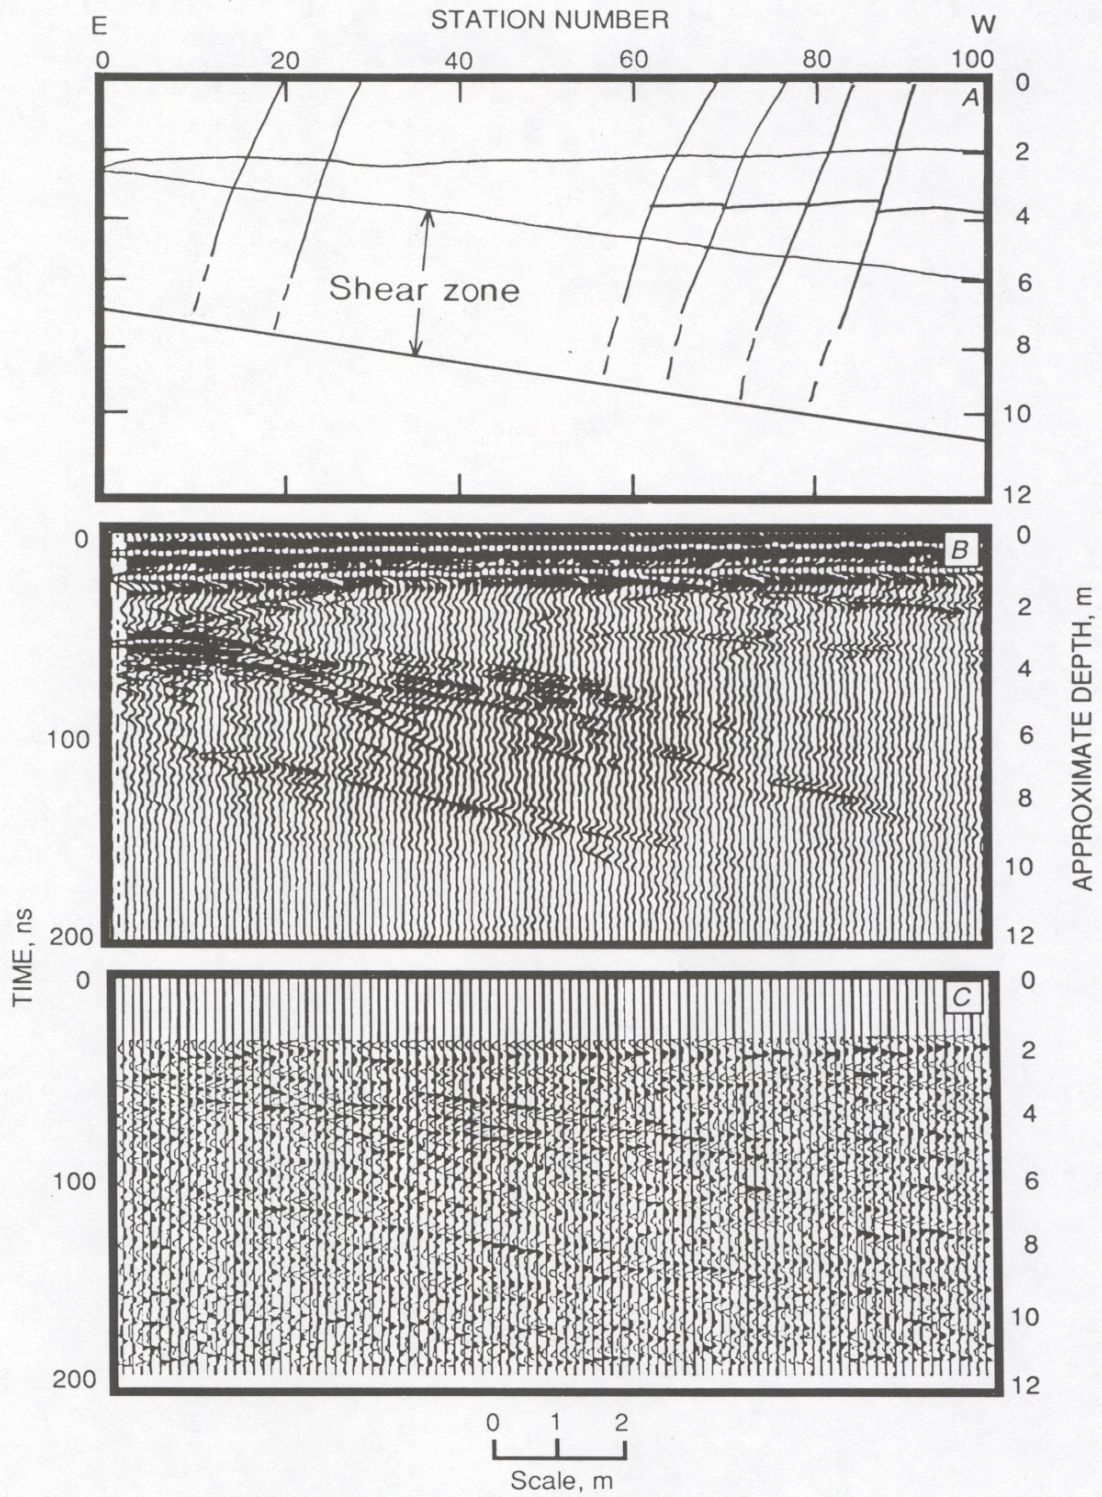 STATION NUMBER
E W
0 20 40 60 80 100
A
0
2
4
6
8
10
12
Shear zone
B
0
100
200
0
2
4
6
8
10
12
TIME, ns
APPROXIMATE DEPTH, m
C
0
100
200
0
2
4
6
8
10
12
0 1 2
Scale, m